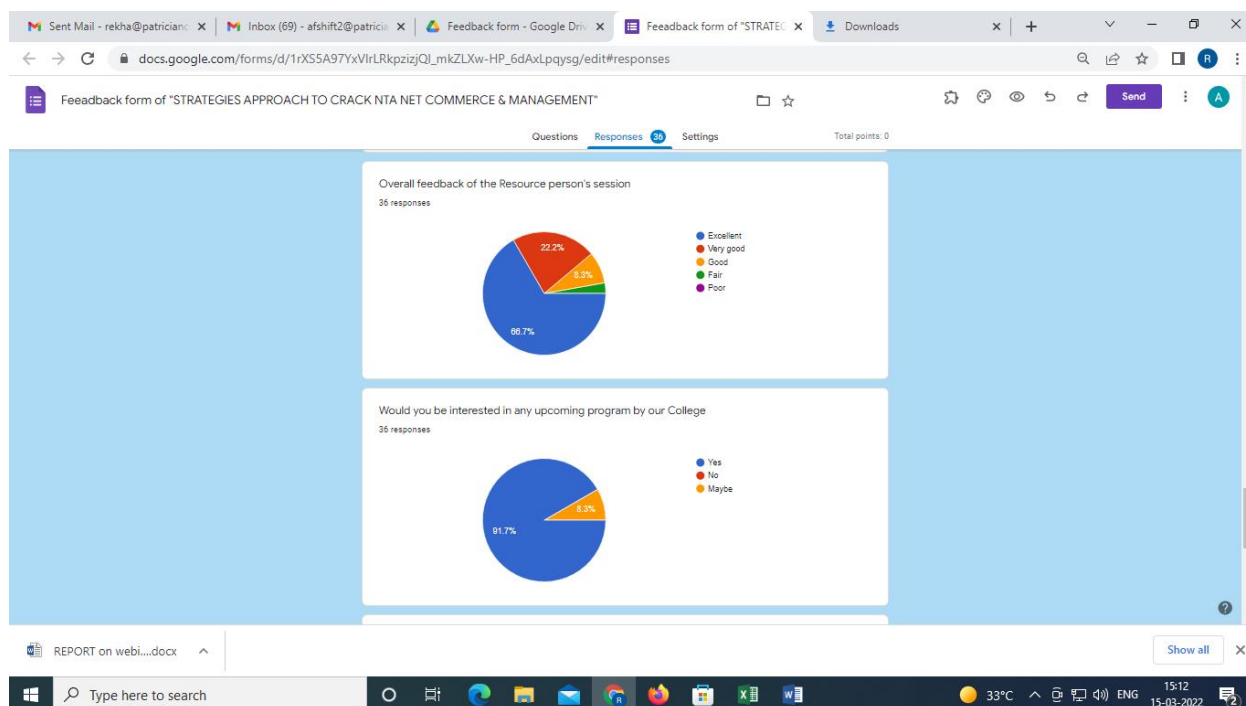 Sent Mail - rekha@patrician
Inbox (69) - afshift2@patricia
Feedback form - Google Driv
Feeadback form of "STRATEG
Downloads
docs.google.com/forms/d/1rXS5A97YxVIrLRkpzizjQI_mkZLXw-HP_6dAxLpqysg/edit#responses
R
Feeadback form of "STRATEGIES APPROACH TO CRACK NTA NET COMMERCE & MANAGEMENT"
Send
A
Questions Responses 36 Settings
Total points: 0
Overall feedback of the Resource person's session
36 responses
22.2%
8.3%
66.7%
Excellent
Very good
Good
Fair
Poor
Would you be interested in any upcoming program by our College
36 responses
8.3%
91.7%
Yes
No
Maybe
REPORT on webi....docx
Show all
Type here to search
33°C
ENG
15:12
15-03-2022
2